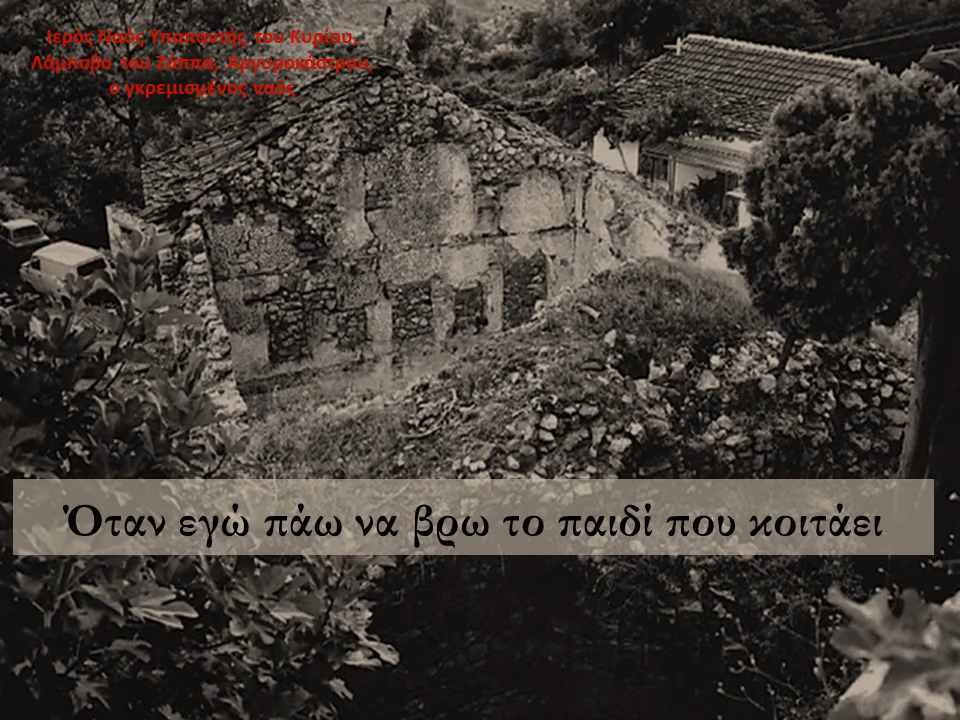 Ιερός Ναός Υπαπαντής του Κυρίου,
Λάμποβο του Ζάππα, Αργυροκάστρου,
ο γκρεμισμένος ναός
Όταν εγώ πάω να βρω το παιδί που κοιτάει